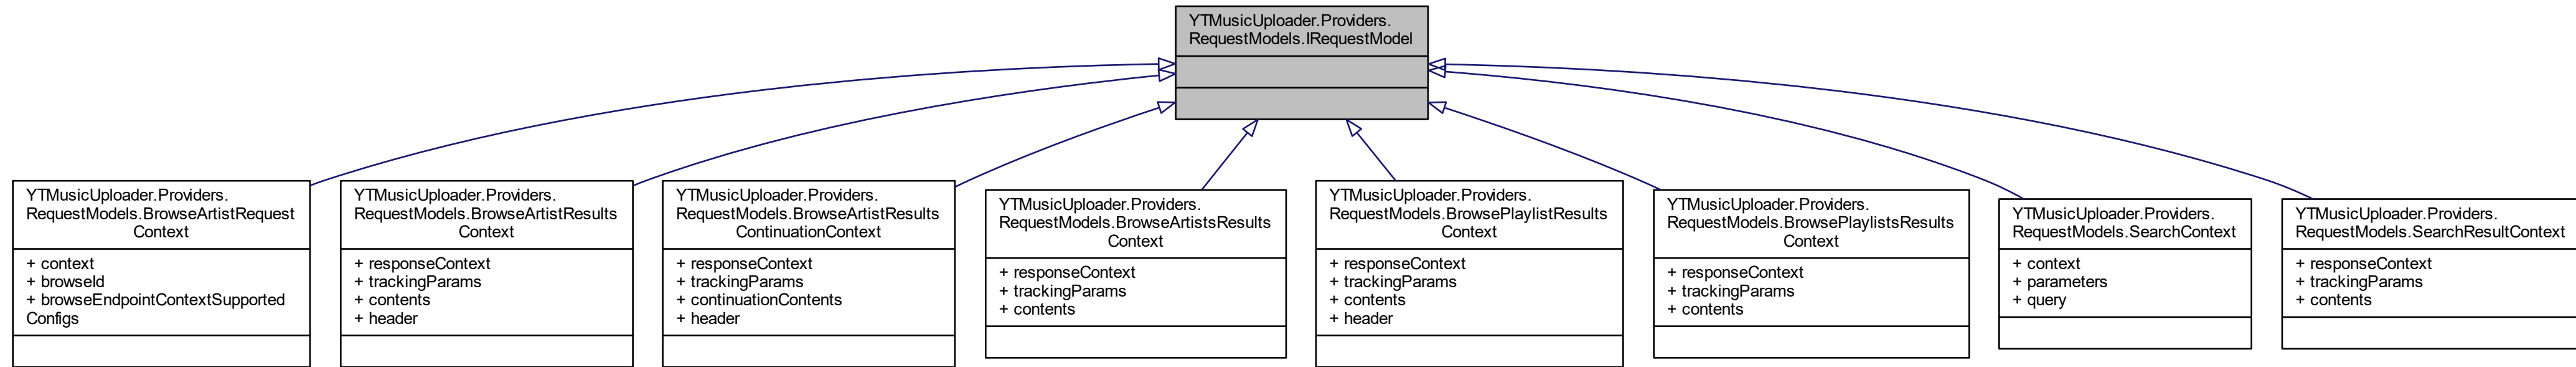 YTMusicUploader.Providers.
RequestModels.IRequestModel
YTMusicUploader.Providers.
RequestModels.BrowseArtistRequest
Context
+ context
+ browseId
+ browseEndpointContextSupported
Configs
YTMusicUploader.Providers.
RequestModels.BrowseArtistResults
Context
+ responseContext
+ trackingParams
+ contents
+ header
YTMusicUploader.Providers.
RequestModels.BrowseArtistResults
ContinuationContext
+ responseContext
+ trackingParams
+ continuationContents
+ header
YTMusicUploader.Providers.
RequestModels.BrowseArtistsResults
Context
+ responseContext
+ trackingParams
+ contents
YTMusicUploader.Providers.
RequestModels.BrowsePlaylistResults
Context
+ responseContext
+ trackingParams
+ contents
+ header
YTMusicUploader.Providers.
RequestModels.BrowsePlaylistsResults
Context
+ responseContext
+ trackingParams
+ contents
YTMusicUploader.Providers.
RequestModels.SearchContext
+ context
+ parameters
+ query
YTMusicUploader.Providers.
RequestModels.SearchResultContext
+ responseContext
+ trackingParams
+ contents